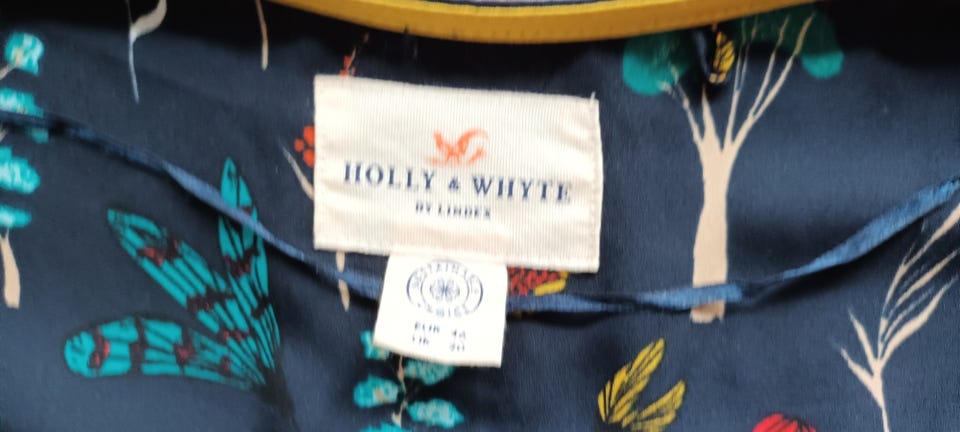 HOLLY & WHYTE
BY LINDEX
SUSTAINABLE
CHOICE
EUR 46
UK 20